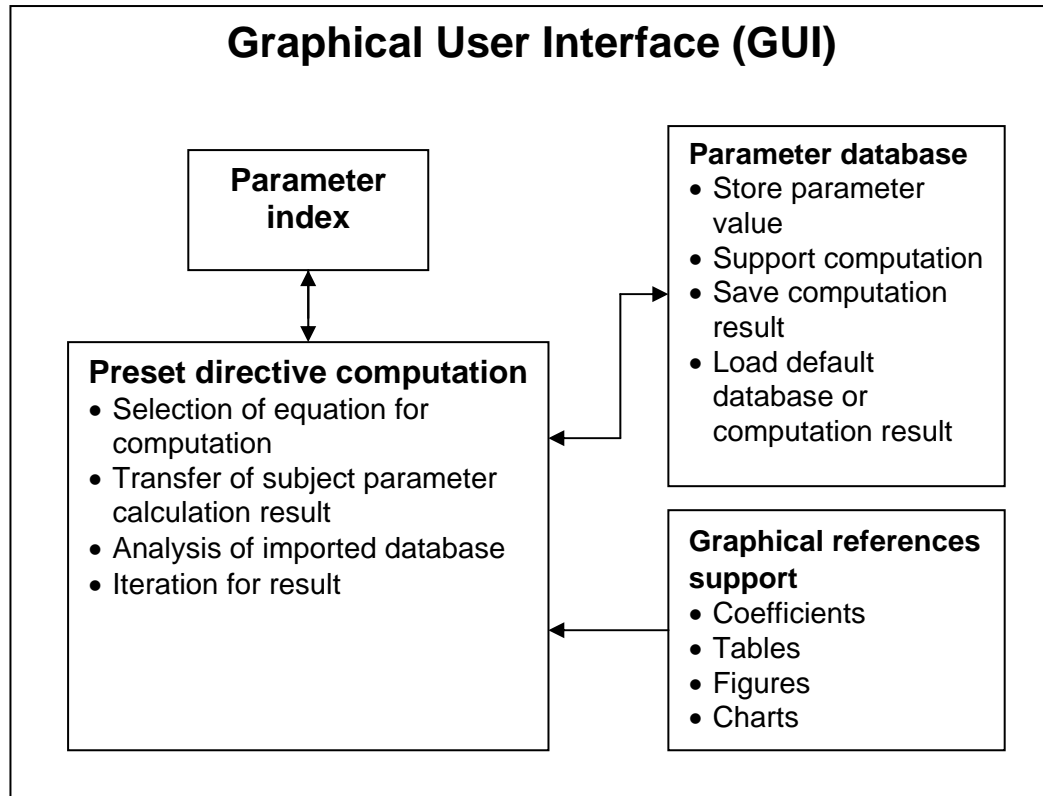 Graphical User Interface (GUI)
Parameter
index
Preset directive computation
• Selection of equation for
computation
• Transfer of subject parameter
calculation result
• Analysis of imported database
• Iteration for result
Parameter database
• Store parameter
value
• Support computation
• Save computation
result
• Load default
database or
computation result
Graphical references
support
• Coefficients
• Tables
• Figures
• Charts